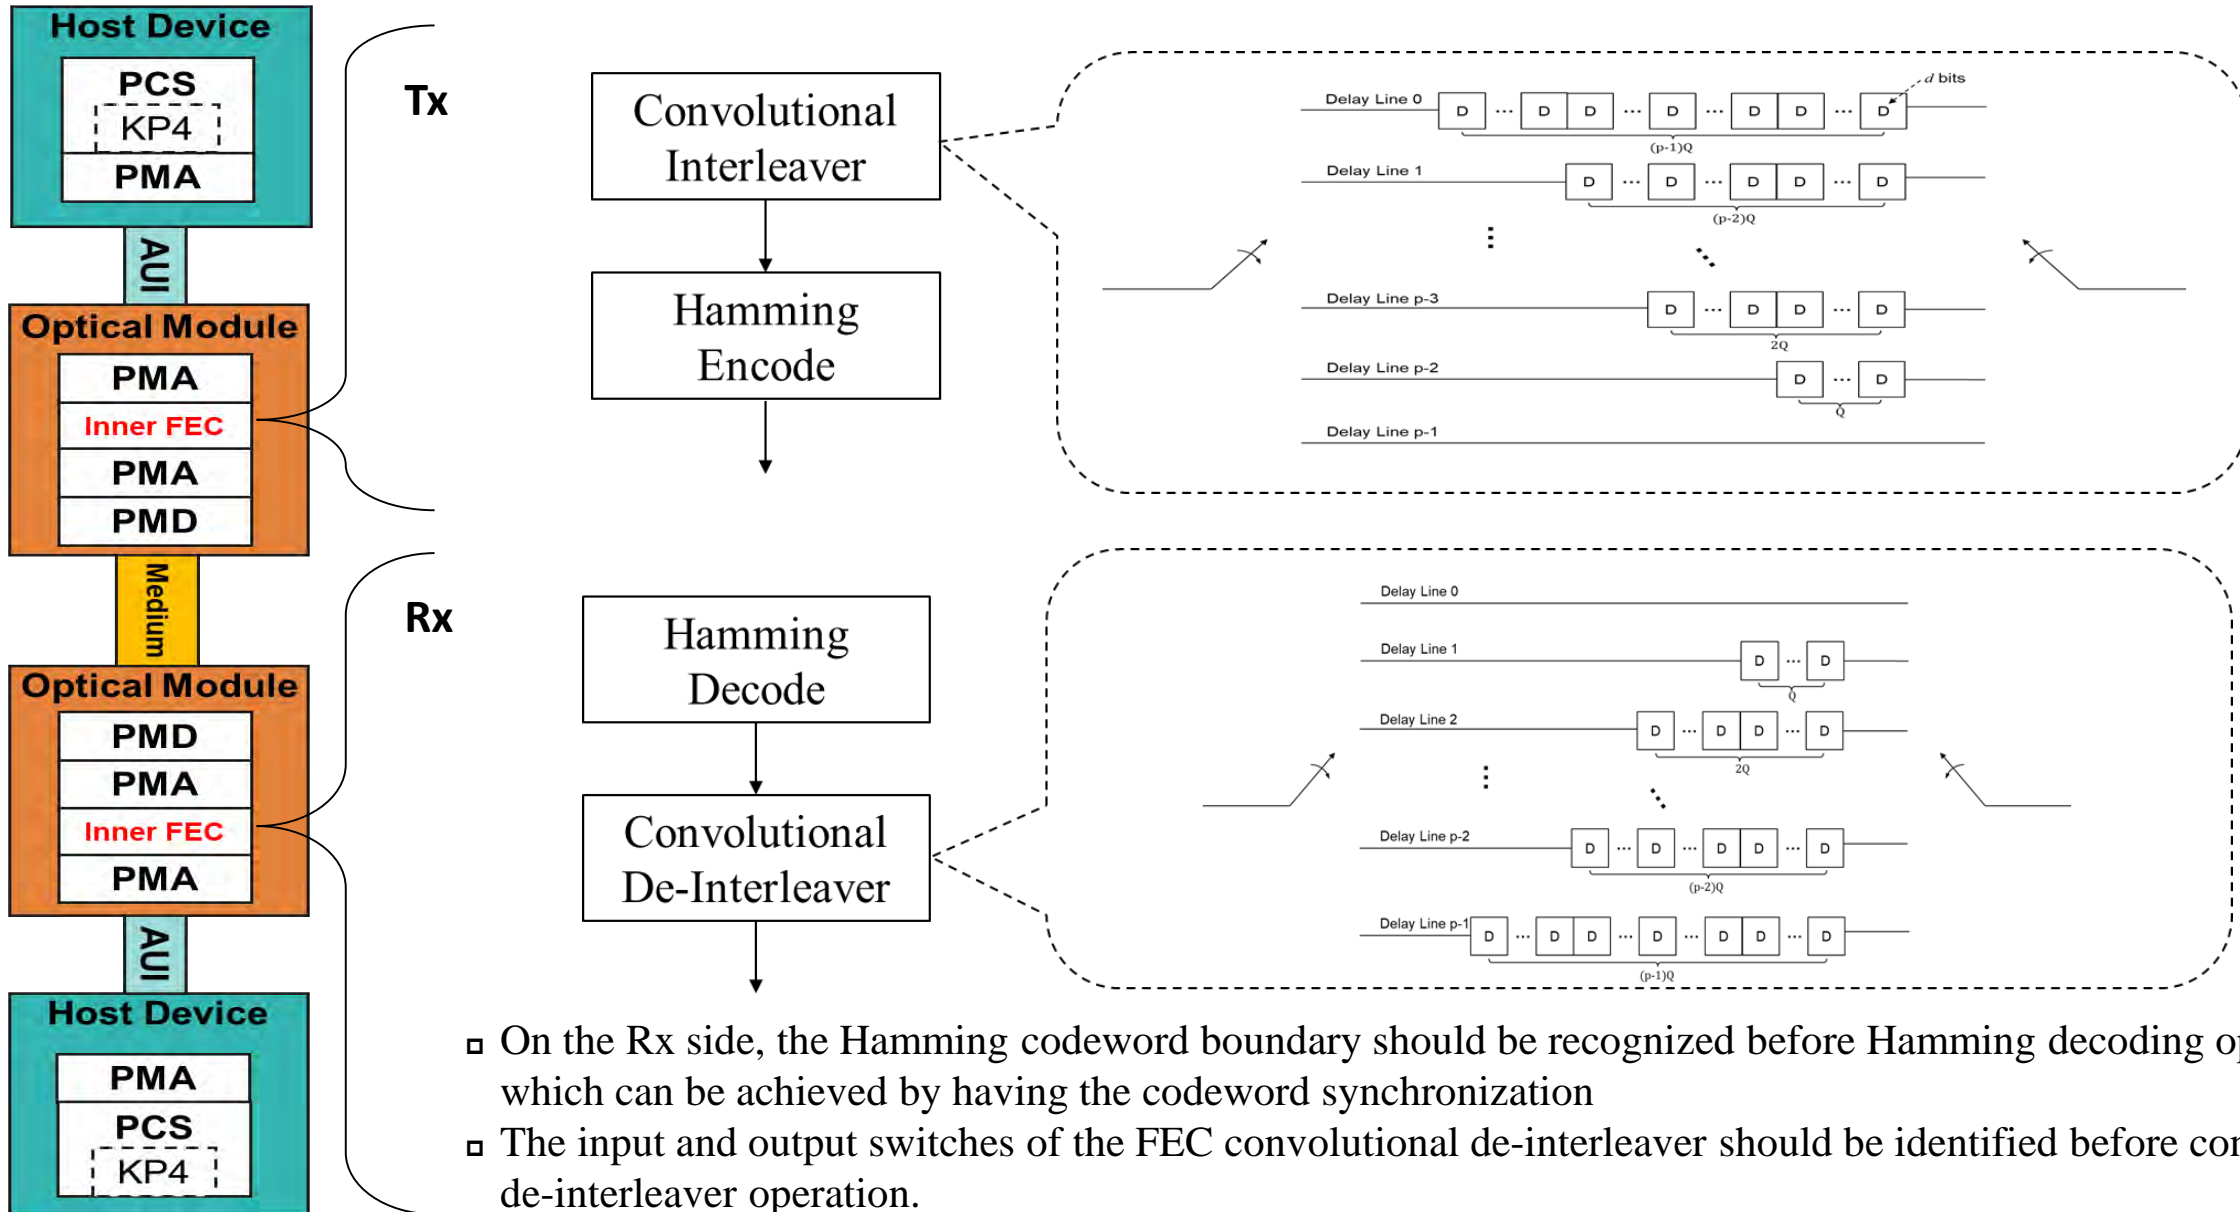 Host Device
PCS
KP4
PMA
AUI
Optical Module
PMA
Inner FEC
PMA
PMD
Medium
Optical Module
PMD
PMA
Inner FEC
PMA
AUI
Host Device
PMA
PCS
KP4
Tx
Convolutional
Interleaver
Hamming
Encode
d bits
Delay Line 0
D ... D D ... D ... D D ... D
(p-1)Q
Delay Line 1
D ... D ... D D ... D
(p-2)Q
⋮ ⋱
Delay Line p-3
D ... D D ... D
2Q
Delay Line p-2
D ... D
Q
Delay Line p-1
Rx
Hamming
Decode
Convolutional
De-Interleaver
Delay Line 0
Delay Line 1
D ... D
Q
Delay Line 2
D ... D D ... D
2Q
⋮ ⋱
Delay Line p-2
D ... D ... D D ... D
(p-2)Q
Delay Line p-1
D ... D D ... D ... D D ... D
(p-1)Q
On the Rx side, the Hamming codeword boundary should be recognized before Hamming decoding
which can be achieved by having the codeword synchronization
The input and output switches of the FEC convolutional de-interleaver should be identified before
de-interleaver operation.